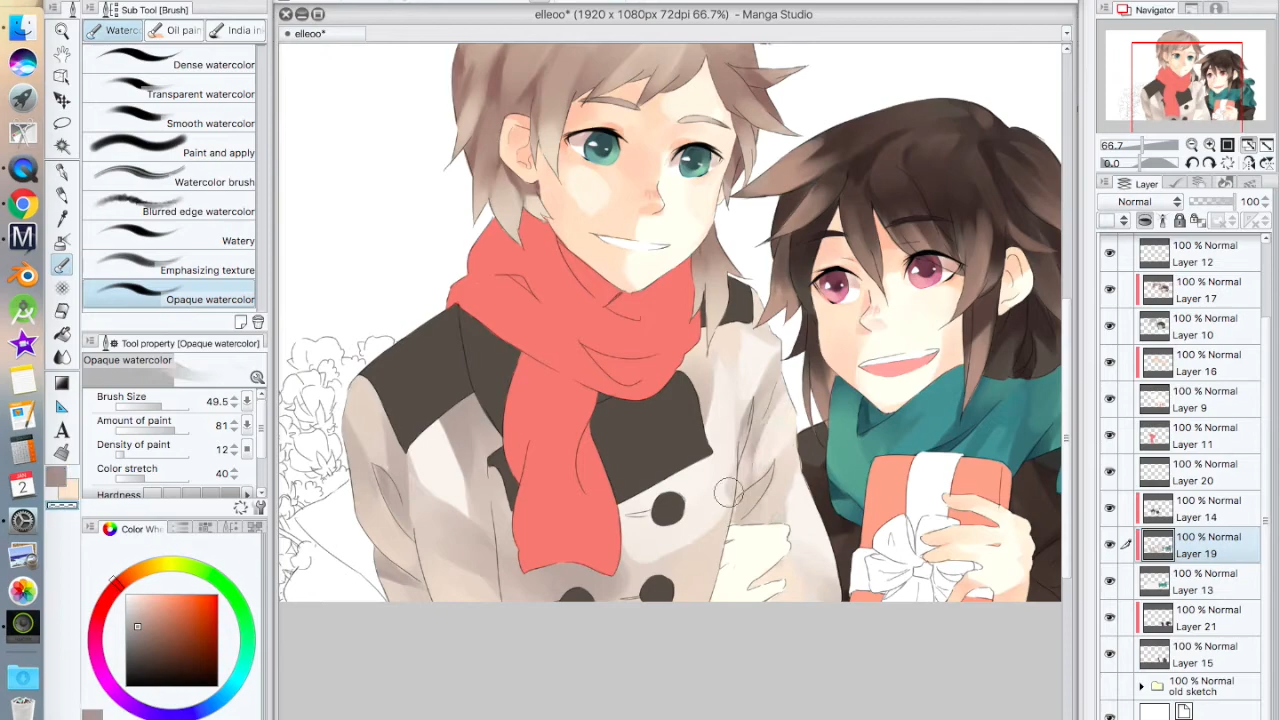 Sub Tool [Brush]
Waterc
Oil pain
India in
Dense watercolor
Transparent watercolor
Smooth watercolor
Paint and apply
Watercolor brush
Blurred edge watercolor
Watery
Emphasizing texture
Opaque watercolor
Tool property [Opaque watercolor]
Opaque watercolor
Brush Size
49.5
Amount of paint
81
Density of paint
12
Color stretch
40
Hardness
Color Whe
JAN
2
elleoo* (1920 x 1080px 72dpi 66.7%) - Manga Studio
elleoo*
Navigator
66.7
0.0
Layer
Normal
100
100 % Normal
Layer 12
100 % Normal
Layer 17
100 % Normal
Layer 10
100 % Normal
Layer 16
100 % Normal
Layer 9
100 % Normal
Layer 11
100 % Normal
Layer 20
100 % Normal
Layer 14
100 % Normal
Layer 19
100 % Normal
Layer 13
100 % Normal
Layer 21
100 % Normal
Layer 15
100 % Normal
old sketch